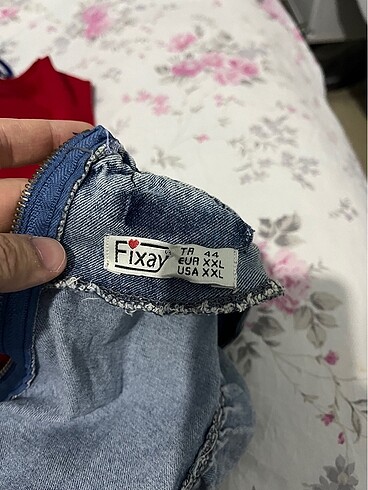 Fixay
TR 44
EUR XXL
USA XXL